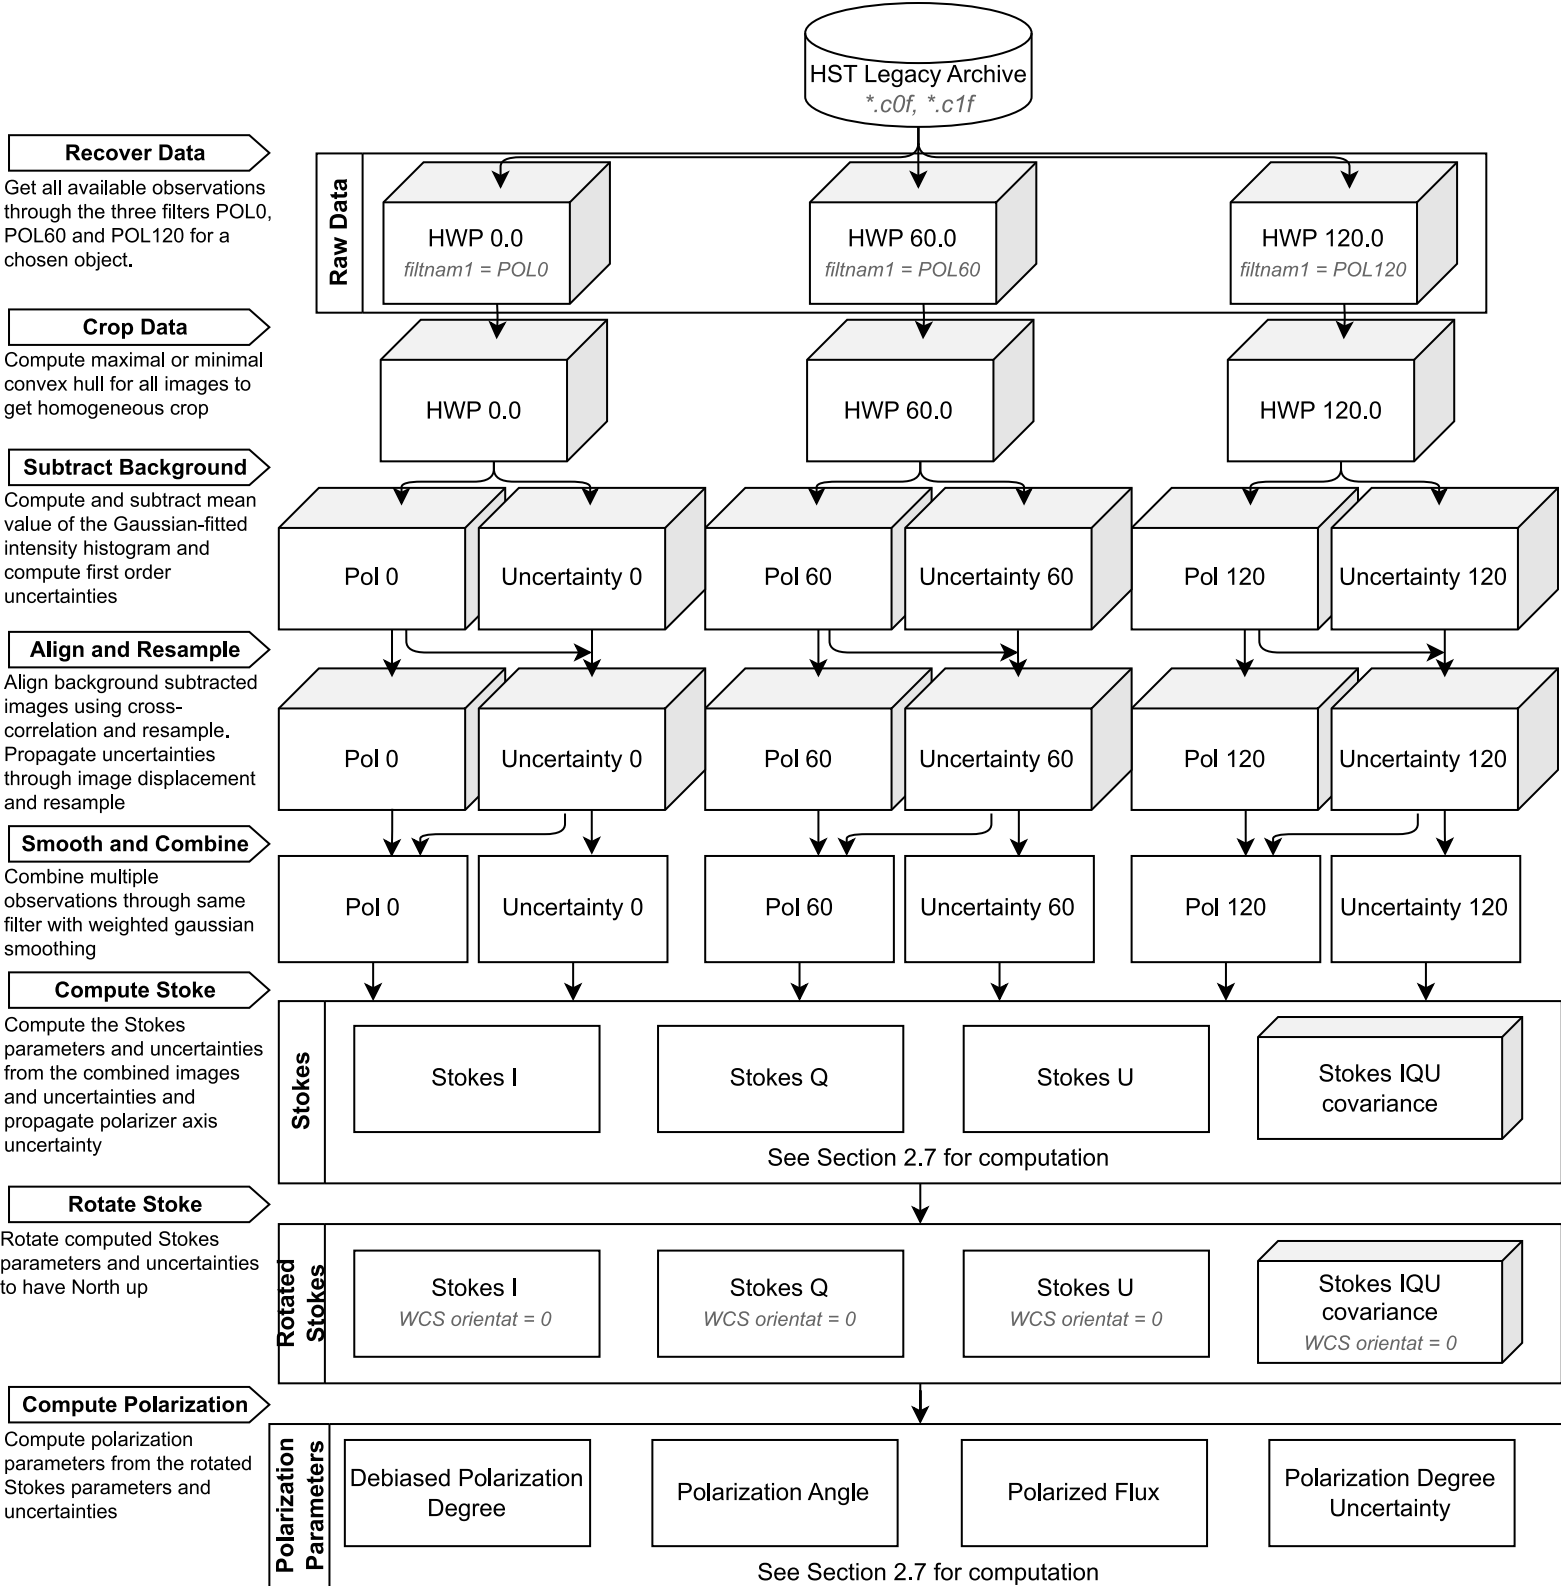 HST Legacy Archive
*.c0f, *.c1f
Recover Data
Get all available observations
through the three filters POL0,
POL60 and POL120 for a
chosen object.
Raw Data
HWP 0.0
filtnam1 = POL0
HWP 60.0
filtnam1 = POL60
HWP 120.0
filtnam1 = POL120
Crop Data
Compute maximal or minimal
convex hull for all images to
get homogeneous crop
HWP 0.0
HWP 60.0
HWP 120.0
Subtract Background
Compute and subtract mean
value of the Gaussian-fitted
intensity histogram and
compute first order
uncertainties
Pol 0
Uncertainty 0
Pol 60
Uncertainty 60
Pol 120
Uncertainty 120
Align and Resample
Align background subtracted
images using cross-
correlation and resample.
Propagate uncertainties
through image displacement
and resample
Pol 0
Uncertainty 0
Pol 60
Uncertainty 60
Pol 120
Uncertainty 120
Smooth and Combine
Combine multiple
observations through same
filter with weighted gaussian
smoothing
Pol 0
Uncertainty 0
Pol 60
Uncertainty 60
Pol 120
Uncertainty 120
Compute Stoke
Compute the Stokes
parameters and uncertainties
from the combined images
and uncertainties and
propagate polarizer axis
uncertainty
Stokes
Stokes I
Stokes Q
Stokes U
Stokes IQU
covariance
See Section 2.7 for computation
Rotate Stoke
Rotate computed Stokes
parameters and uncertainties
to have North up
Rotated
Stokes
Stokes I
WCS orientat = 0
Stokes Q
WCS orientat = 0
Stokes U
WCS orientat = 0
Stokes IQU
covariance
WCS orientat = 0
Compute Polarization
Compute polarization
parameters from the rotated
Stokes parameters and
uncertainties
Polarization
Parameters
Debiased Polarization
Degree
Polarization Angle
Polarized Flux
Polarization Degree
Uncertainty
See Section 2.7 for computation